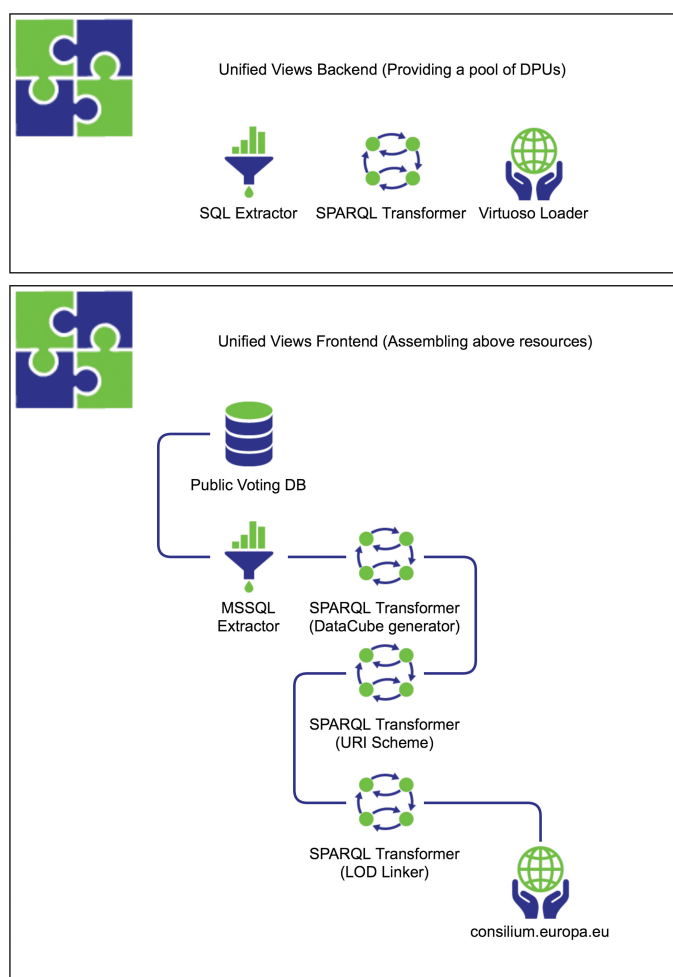 Unified Views Backend (Providing a pool of DPUs)
SQL Extractor
SPARQL Transformer
Virtuoso Loader
Unified Views Frontend (Assembling above resources)
Public Voting DB
MSSQL
Extractor
SPARQL Transformer
(DataCube generator)
SPARQL Transformer
(URI Scheme)
SPARQL Transformer
(LOD Linker)
consilium.europa.eu